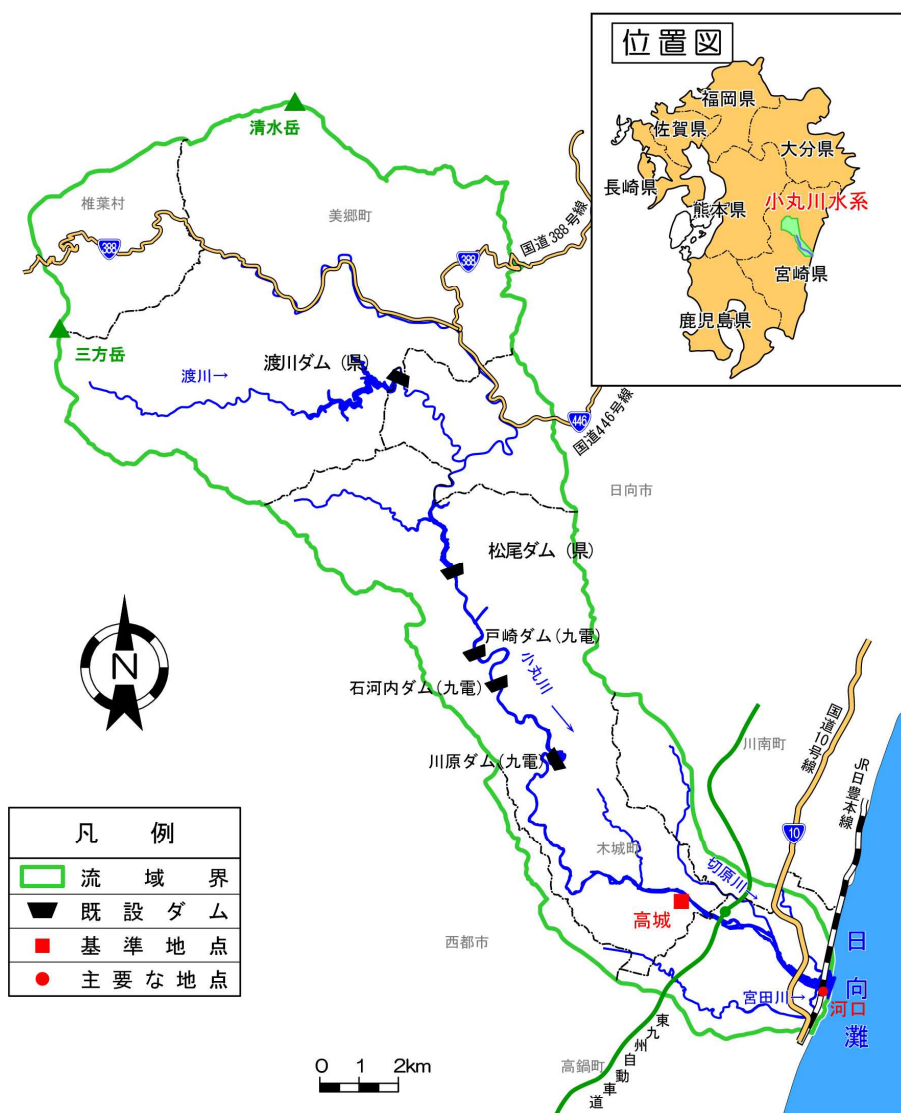 位置図
福岡県
佐賀県
大分県
長崎県
熊本県
小丸川水系
宮崎県
鹿児島県
清水岳
椎葉村
美郷町
388
国道388号線
388
三方岳
渡川→
渡川ダム(県)
446
国道446号線
日向市
松尾ダム(県)
戸崎ダム(九電)
小丸川→
石河内ダム(九電)
川原ダム(九電)
N
川南町
国道10号線
JR日豊本線
10
木城町
切原川→
高城
西都市
日向灘
宮田川→
河口
高鍋町
東九州自動車道
凡例
流域界
既設ダム
基準地点
主要な地点
0 1 2km